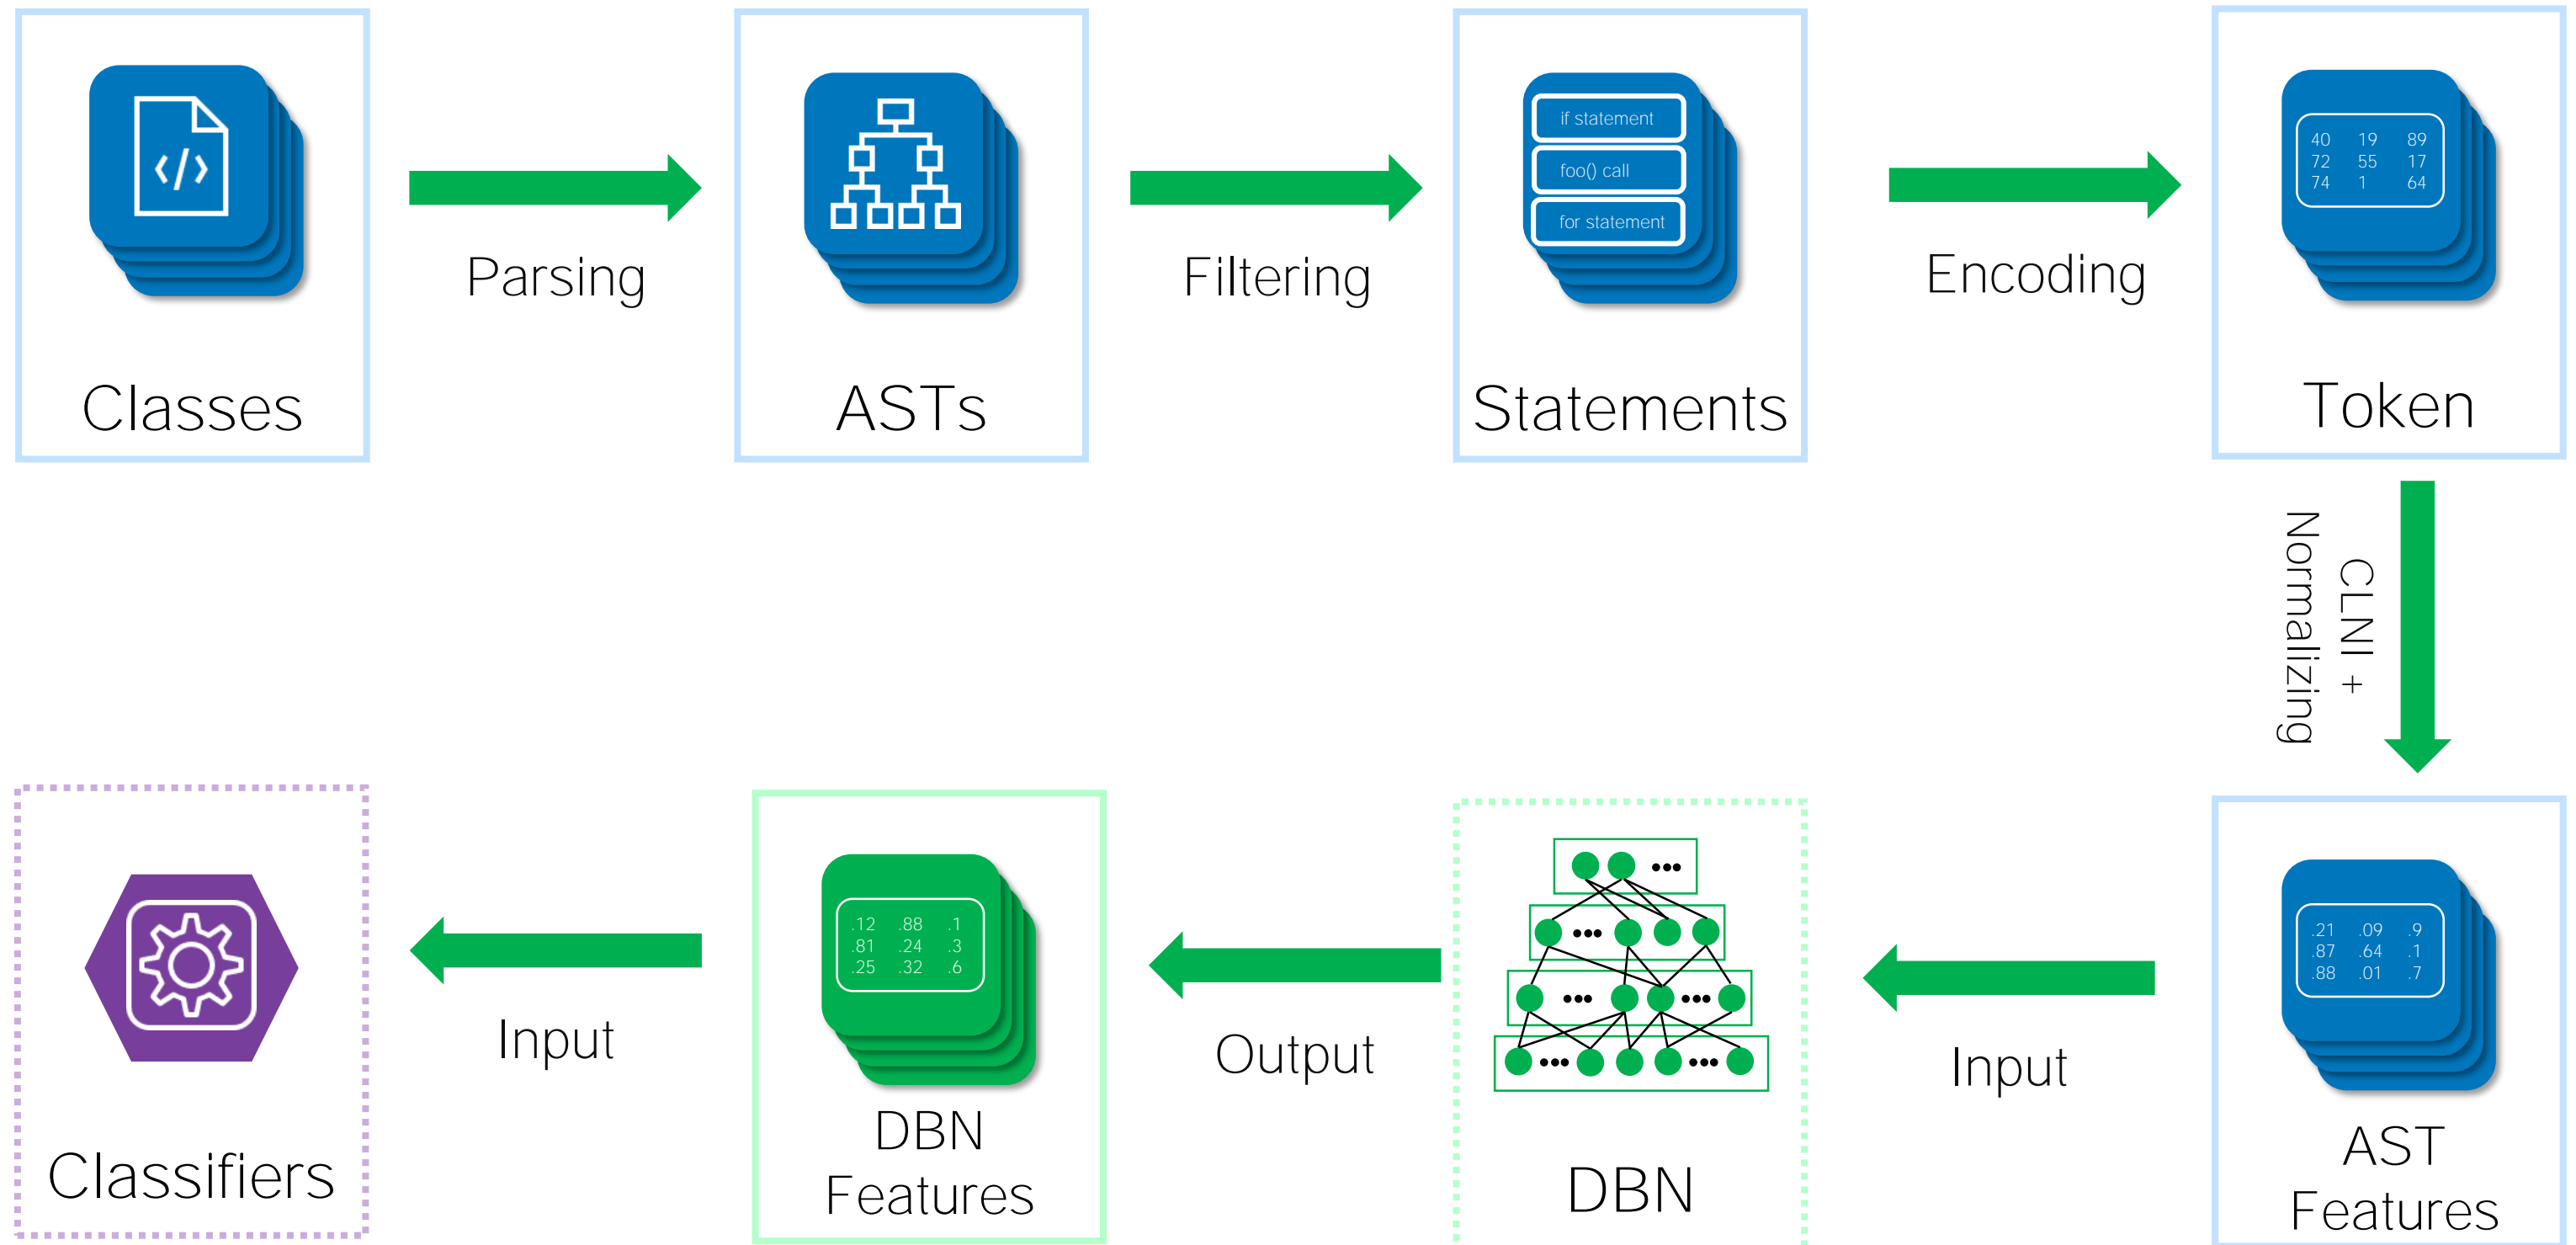 </>
Classes
Parsing
ASTs
Filtering
if statement
foo() call
for statement
Statements
Encoding
40 19 89
72 55 17
74 1 64
Token
CLNI +
Normalizing
.21 .09 .9
.87 .64 .1
.88 .01 .7
AST
Features
Input
DBN
Output
.12 .88 .1
.81 .24 .3
.25 .32 .6
DBN
Features
Input
Classifiers